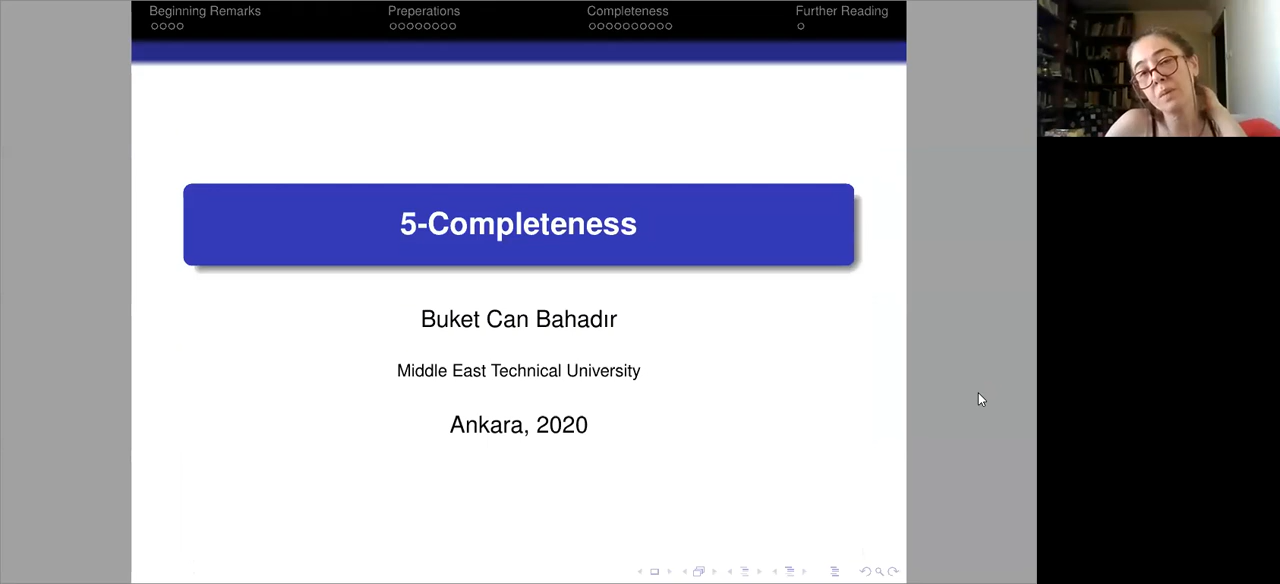 Beginning Remarks
Preperations
Completeness
Further Reading
5-Completeness
Buket Can Bahadır
Middle East Technical University
Ankara, 2020